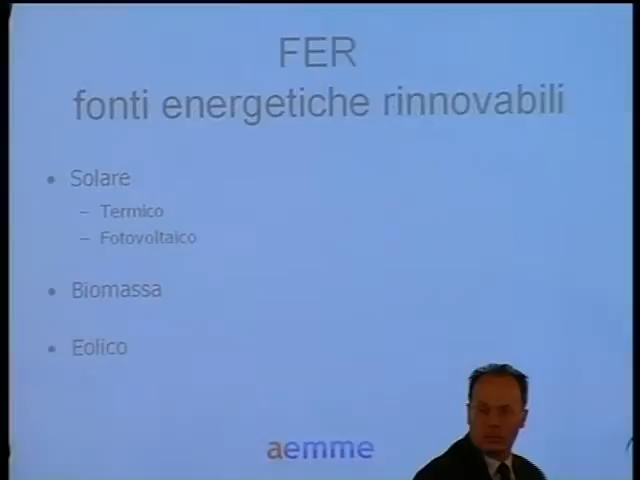 FER
fonti energetiche rinnovabili
• Solare
– Termico
– Fotovoltaico
• Biomassa
• Eolico
aemme